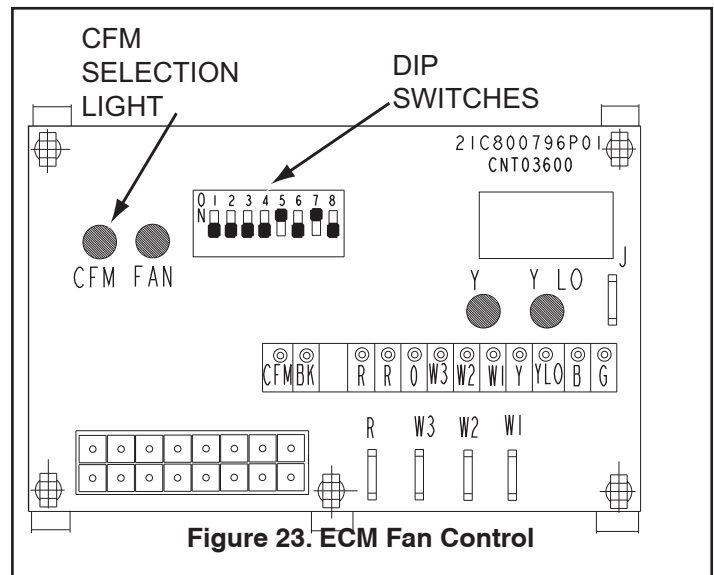 CFM
SELECTION
LIGHT
DIP
SWITCHES
21C800796P01
CNT03600
ON 1 2 3 4 5 6 7 8
CFM FAN
Y Y LO
J
CFM BK R R O W3 W2 W1 Y YLO B G
R W3 W2 W1
Figure 23. ECM Fan Control